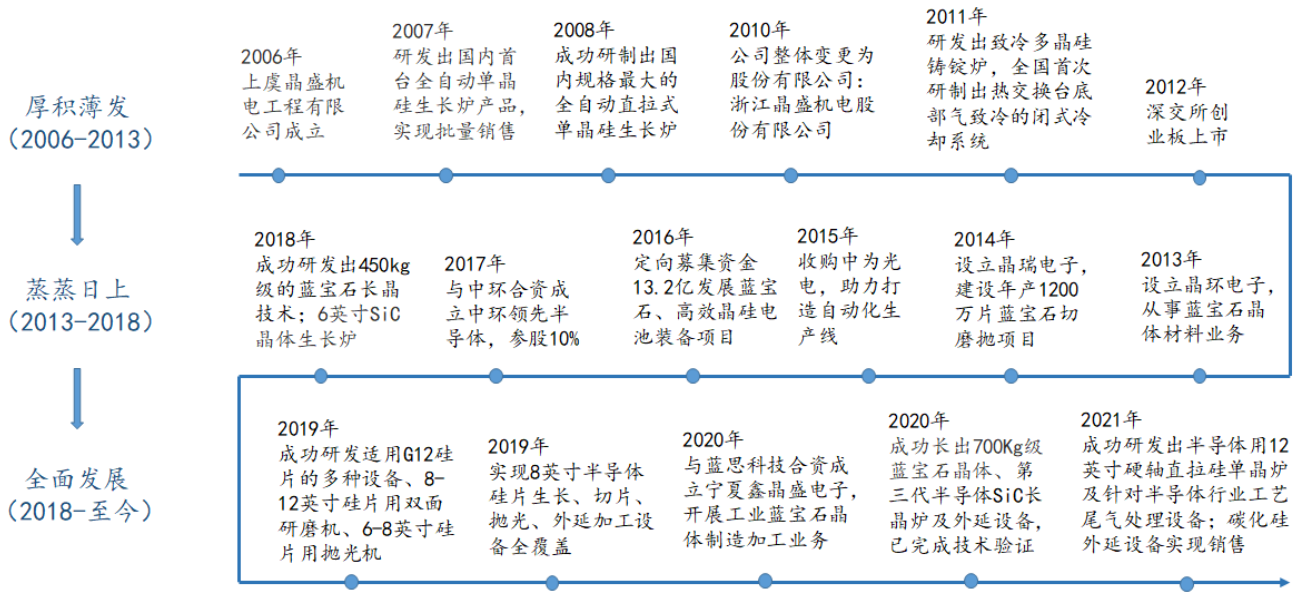 厚积薄发
(2006-2013)
2006年
上虞晶盛机
电工程有限
公司成立
2007年
研发出国内首
台全自动单晶
硅生长炉产品，
实现批量销售
2008年
成功研制出国
内规格最大的
全自动直拉式
单晶硅生长炉
2010年
公司整体变更为
股份有限公司：
浙江晶盛机电股
份有限公司
2011年
研发出致冷多晶硅
铸锭炉，全国首次
研制出热交换台底
部气致冷的闭式冷
却系统
2012年
深交所创
业板上市
蒸蒸日上
(2013-2018)
2018年
成功研发出450kg
级的蓝宝石长晶
技术；6英寸SiC
晶体生长炉
2017年
与中环合资成
立中环领先半
导体，参股10%
2016年
定向募集资金
13.2亿发展蓝宝
石、高效晶硅电
池装备项目
2015年
收购中为光
电，助力打
造自动化生
产线
2014年
设立晶瑞电子，
建设年产1200
万片蓝宝石切
磨抛项目
2013年
设立晶环电子，
从事蓝宝石晶
体材料业务
全面发展
(2018-至今)
2019年
成功研发适用G12硅
片的多种设备、8-
12英寸硅片用双面
研磨机、6-8英寸硅
片用抛光机
2019年
实现8英寸半导体
硅片生长、切片、
抛光、外延加工设
备全覆盖
2020年
与蓝思科技合资成
立宁夏鑫晶盛电子，
开展工业蓝宝石晶
体制造加工业务
2020年
成功长出700Kg级
蓝宝石晶体、第
三代半导体SiC长
晶炉及外延设备，
已完成技术验证
2021年
成功研发出半导体用12
英寸硬轴直拉硅单晶炉
及针对半导体行业工艺
尾气处理设备；碳化硅
外延设备实现销售